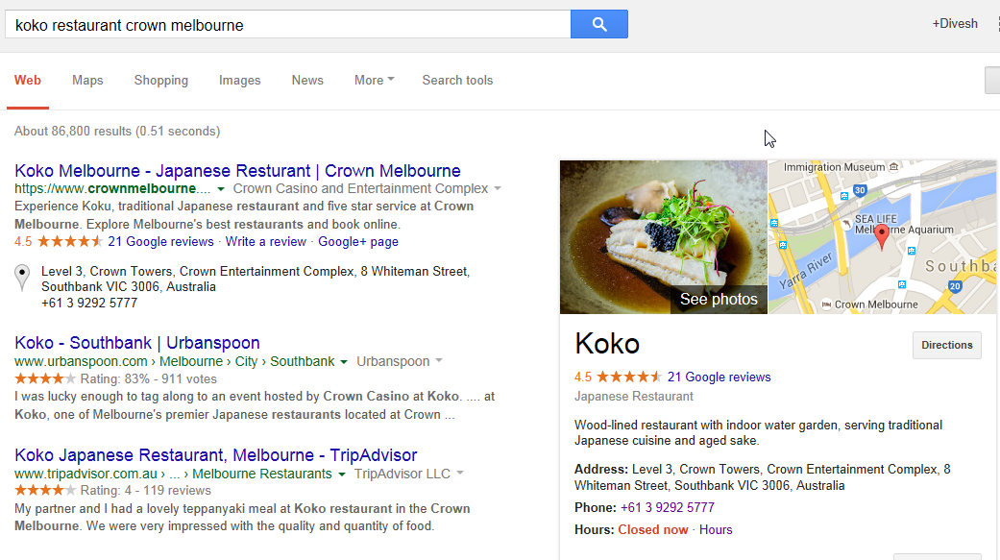 koko restaurant crown melbourne
+Divesh
Web Maps Shopping Images News More Search tools
About 86,800 results (0.51 seconds)
Koko Melbourne - Japanese Resturant | Crown Melbourne
https://www.crownmelbourne.... Crown Casino and Entertainment Complex
Experience Koku, traditional Japanese restaurant and five star service at Crown
Melbourne. Explore Melbourne's best restaurants and book online.
4.5 21 Google reviews · Write a review · Google+ page
Level 3, Crown Towers, Crown Entertainment Complex, 8 Whiteman Street,
Southbank VIC 3006, Australia
+61 3 9292 5777
Koko - Southbank | Urbanspoon
www.urbanspoon.com › Melbourne › City › Southbank Urbanspoon
Rating: 83% - 911 votes
I was lucky enough to tag along to an event hosted by Crown Casino at Koko. .... at
Koko, one of Melbourne's premier Japanese restaurants located at Crown ...
Koko Japanese Restaurant, Melbourne - TripAdvisor
www.tripadvisor.com.au › ... › Melbourne Restaurants TripAdvisor LLC
Rating: 4 - 119 reviews
My partner and I had a lovely teppanyaki meal at Koko restaurant in the Crown
Melbourne. We were very impressed with the quality and quantity of food.
See photos
Immigration Museum
30
SEA LIFE
Melbourne Aquarium
Yarra River
Southba
20
Crown Melbourne
Koko
Directions
4.5 21 Google reviews
Japanese Restaurant
Wood-lined restaurant with indoor water garden, serving traditional
Japanese cuisine and aged sake.
Address: Level 3, Crown Towers, Crown Entertainment Complex, 8
Whiteman Street, Southbank VIC 3006, Australia
Phone: +61 3 9292 5777
Hours: Closed now · Hours